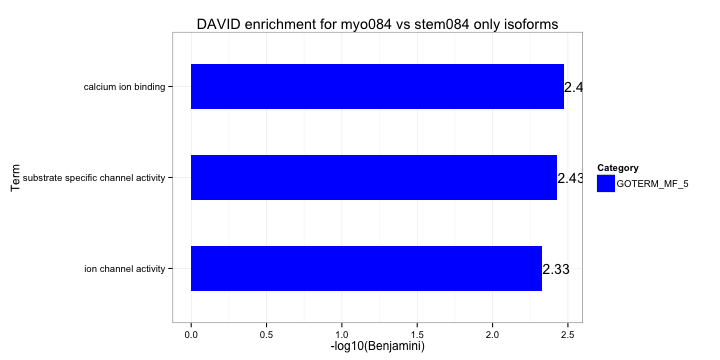 DAVID enrichment for myo084 vs stem084 only isoforms
calcium ion binding
2.4
substrate specific channel activity
2.43
ion channel activity
2.33
Term
0.0 0.5 1.0 1.5 2.0 2.5
-log10(Benjamini)
Category
GOTERM_MF_5